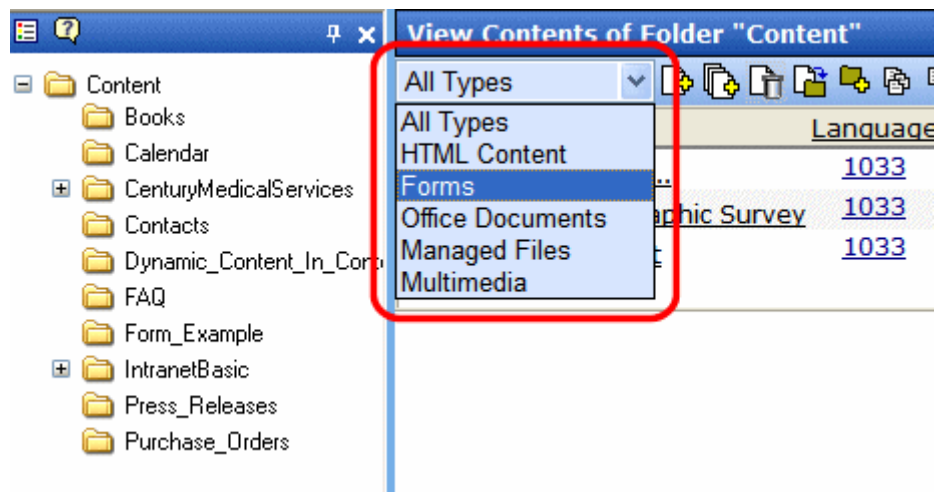 View Contents of Folder "Content"
Content
Books
Calendar
CenturyMedicalServices
Contacts
FAQ
Form_Example
IntranetBasic
Press_Releases
Purchase_Orders
All Types
All Types
HTML Content
Forms
Office Documents
Managed Files
Multimedia
Language
1033
Survey 1033
1033